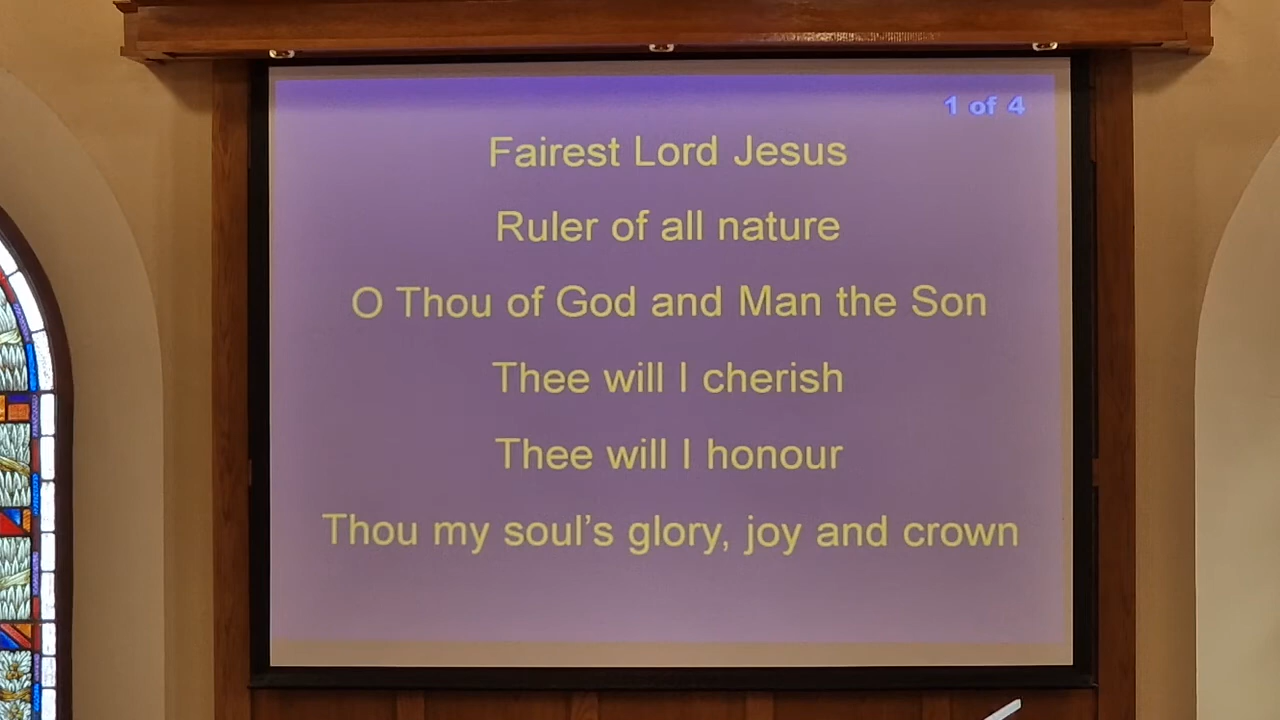 1 of 4
Fairest Lord Jesus
Ruler of all nature
O Thou of God and Man the Son
Thee will I cherish
Thee will I honour
Thou my soul’s glory, joy and crown